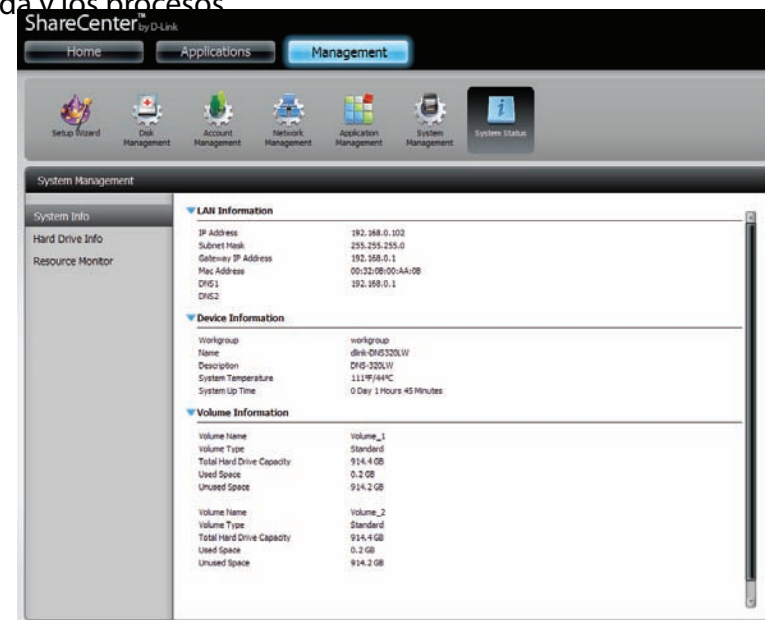 da y los procesos
ShareCenter™ by D-Link
Home Applications Management
Setup Wizard
Disk Management
Account Management
Network Management
Application Management
System Management
System Status
System Management
System Info
Hard Drive Info
Resource Monitor
LAN Information
IP Address 192.168.0.102
Subnet Mask 255.255.255.0
Gateway IP Address 192.168.0.1
Mac Address 00:32:08:00:AA:0B
DNS1 192.168.0.1
DNS2
Device Information
Workgroup workgroup
Name dlink-DNS320LW
Description DNS-320LW
System Temperature 111°F/44°C
System Up Time 0 Day 1 Hours 45 Minutes
Volume Information
Volume Name Volume_1
Volume Type Standard
Total Hard Drive Capacity 914.4 GB
Used Space 0.2 GB
Unused Space 914.2 GB
Volume Name Volume_2
Volume Type Standard
Total Hard Drive Capacity 914.4 GB
Used Space 0.2 GB
Unused Space 914.2 GB